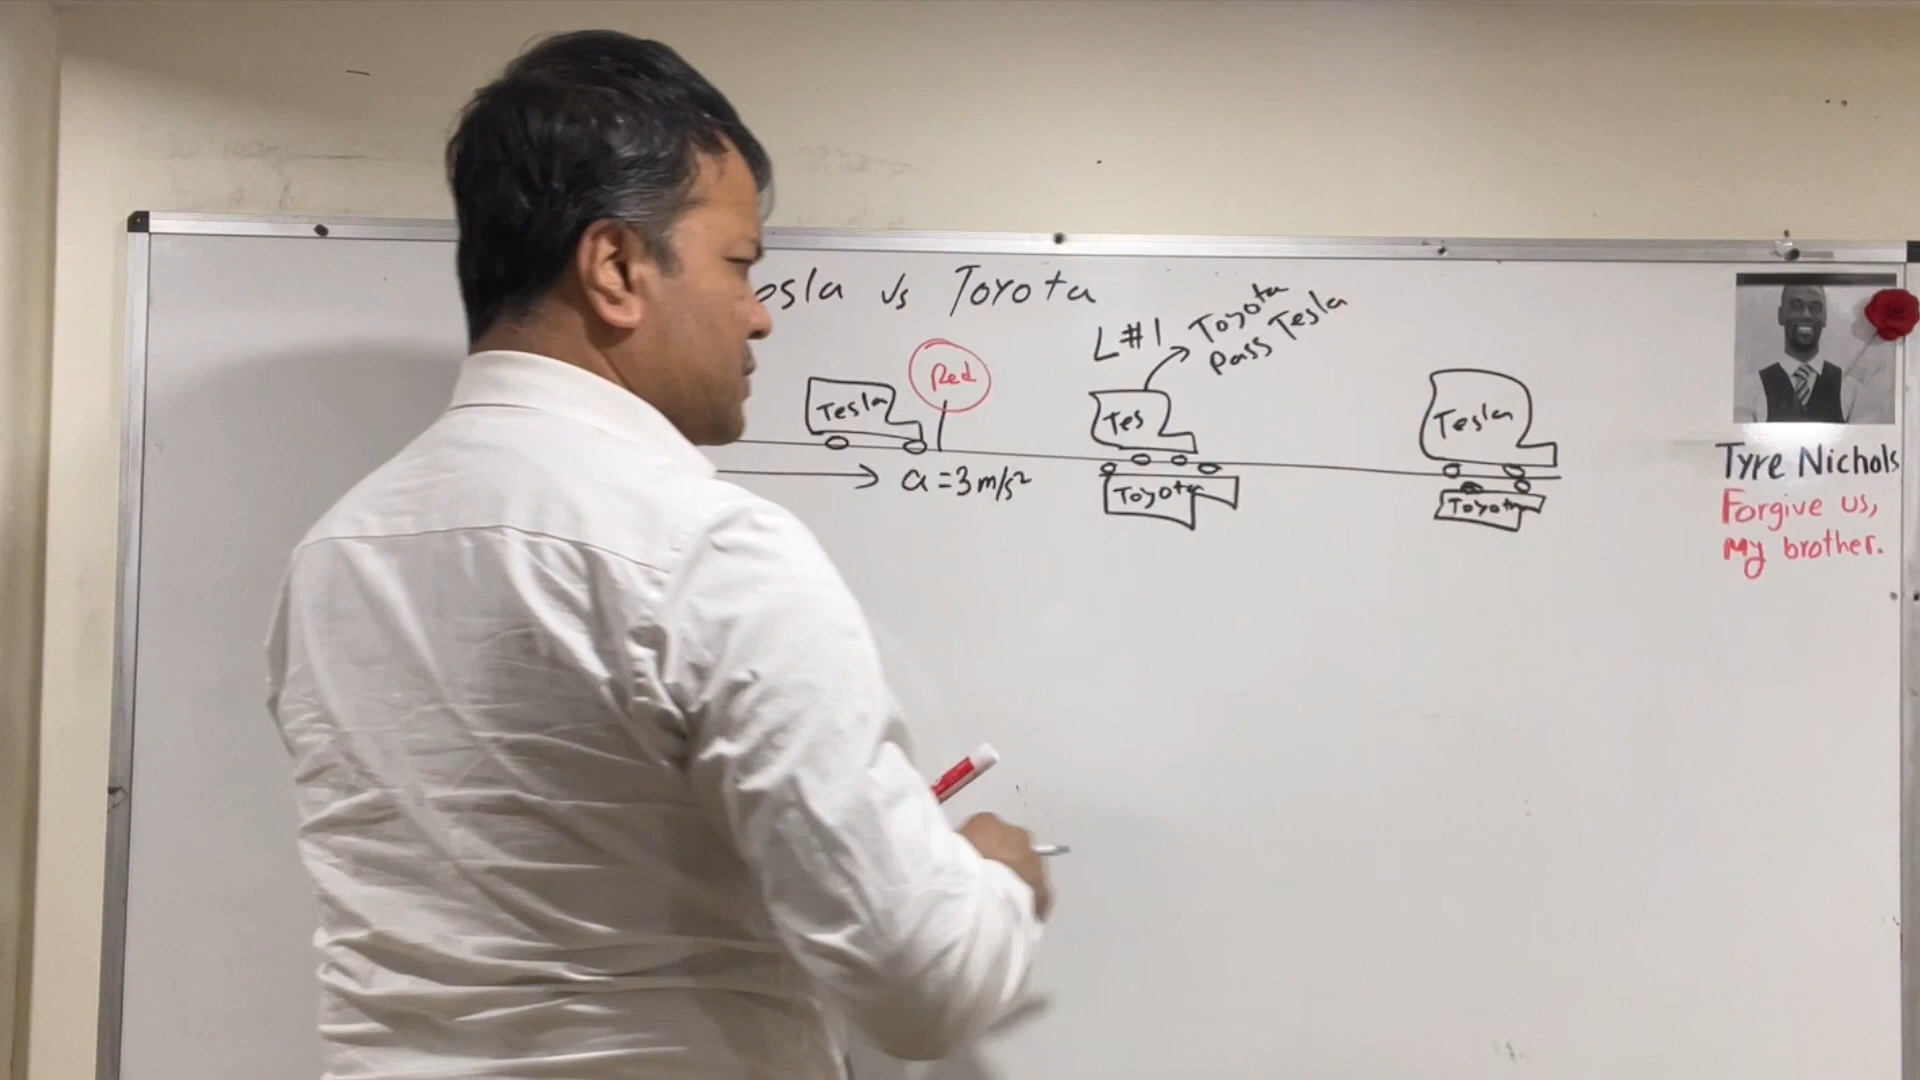 esla vs Toyota
L#1 Toyota
pass Tesla
Tesla
Red
Tes
Tesla
a = 3 m/s²
Toyota
Toyota
Tyre Nichols
Forgive us,
My brother.